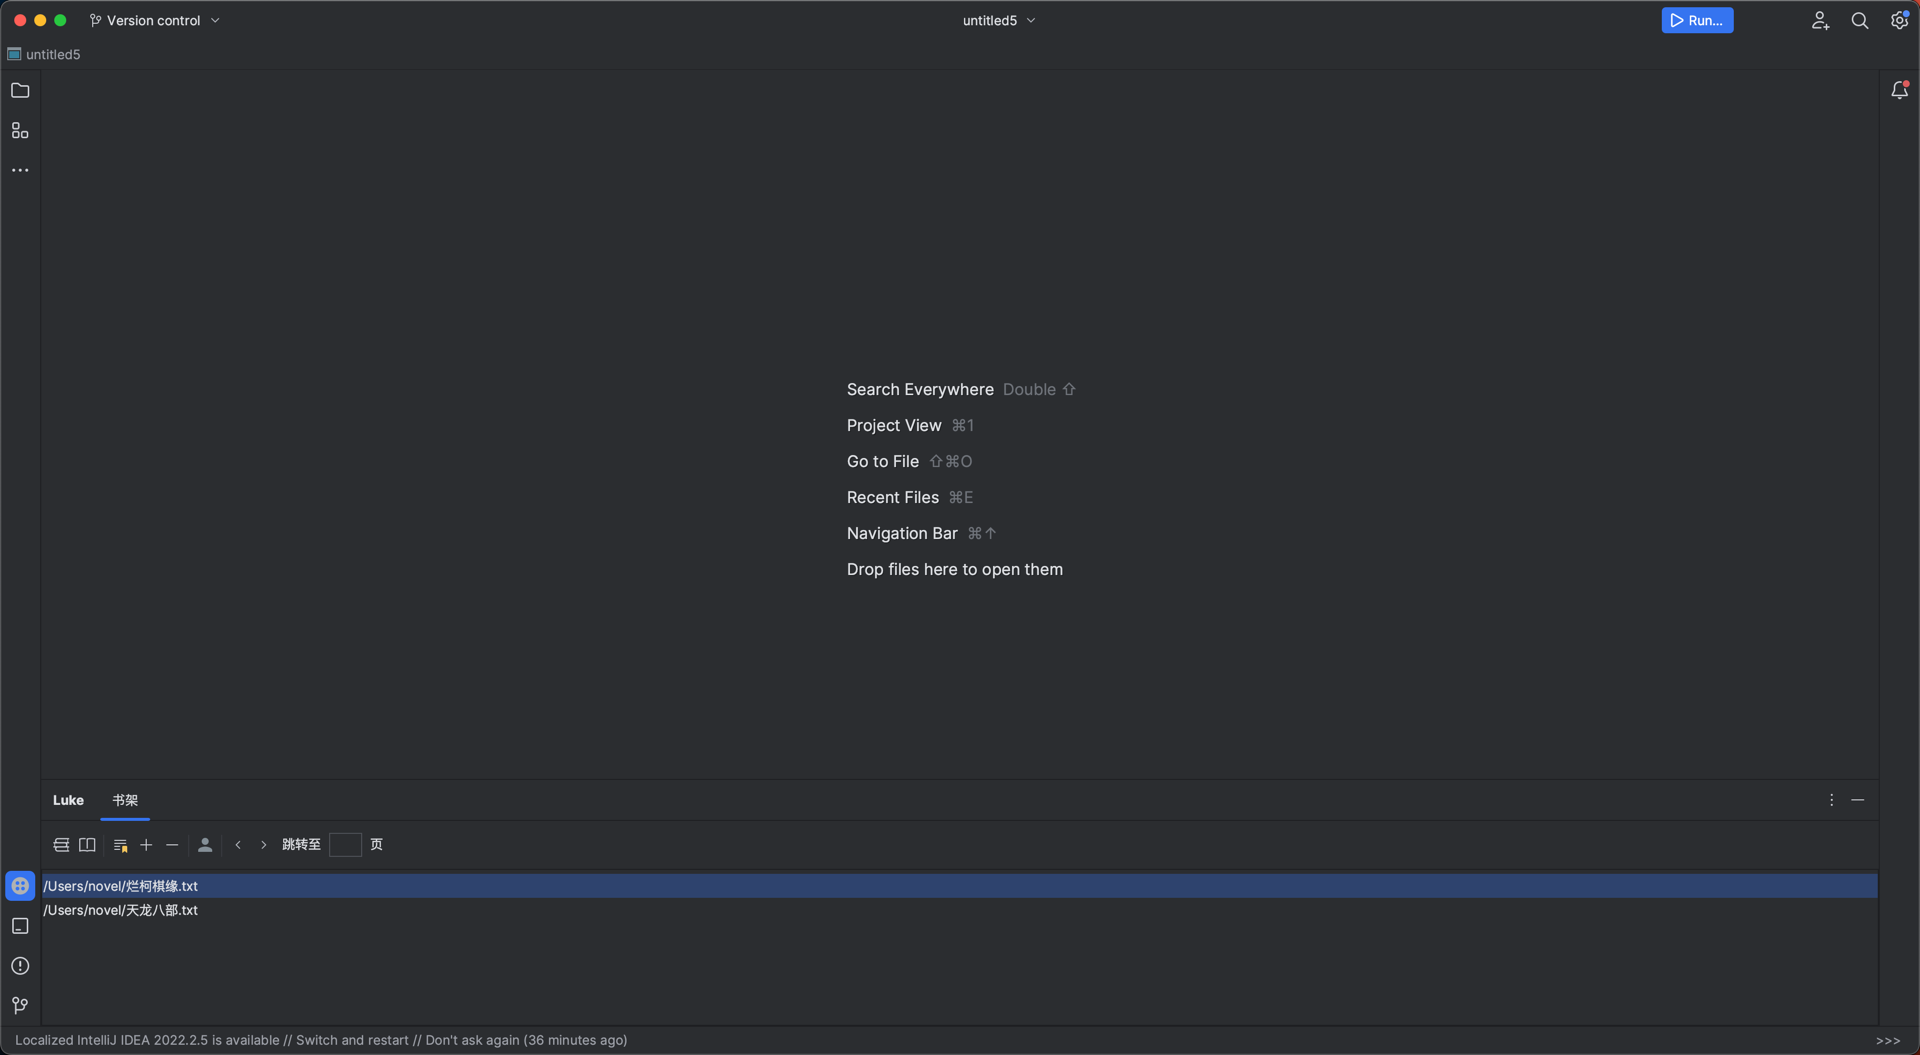 Version control
untitled5
Run...
untitled5
Search Everywhere Double ⇧
Project View ⌘1
Go to File ⇧⌘O
Recent Files ⌘E
Navigation Bar ⌘↑
Drop files here to open them
Luke 书架
跳转至 页
/Users/novel/烂柯棋缘.txt
/Users/novel/天龙八部.txt
Localized IntelliJ IDEA 2022.2.5 is available // Switch and restart // Don't ask again (36 minutes ago)
>>>